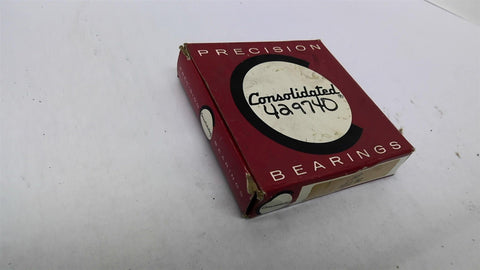 PRECISION
Consolidated
429740
BEARINGS